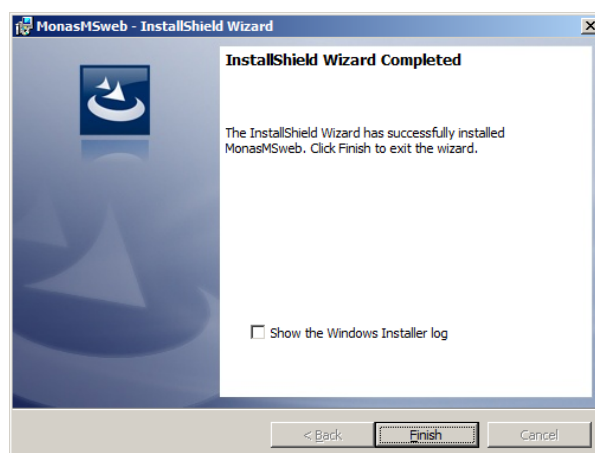 MonasMSweb - InstallShield Wizard
InstallShield Wizard Completed
The InstallShield Wizard has successfully installed
MonasMSweb. Click Finish to exit the wizard.
Show the Windows Installer log
< Back Finish Cancel